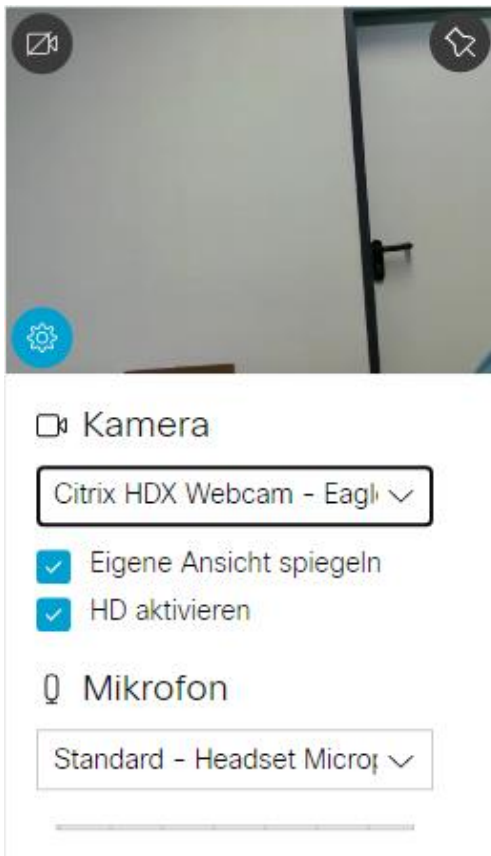 Kamera
Citrix HDX Webcam - Eagl
Eigene Ansicht spiegeln
HD aktivieren
Mikrofon
Standard - Headset Microp